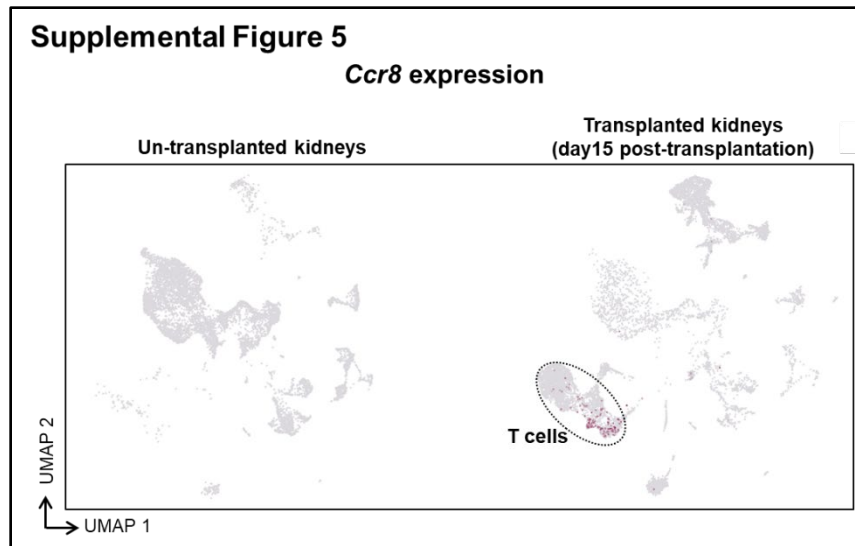 Supplemental Figure 5
Ccr8 expression
Un-transplanted kidneys
Transplanted kidneys
(day15 post-transplantation)
T cells
UMAP 2
UMAP 1